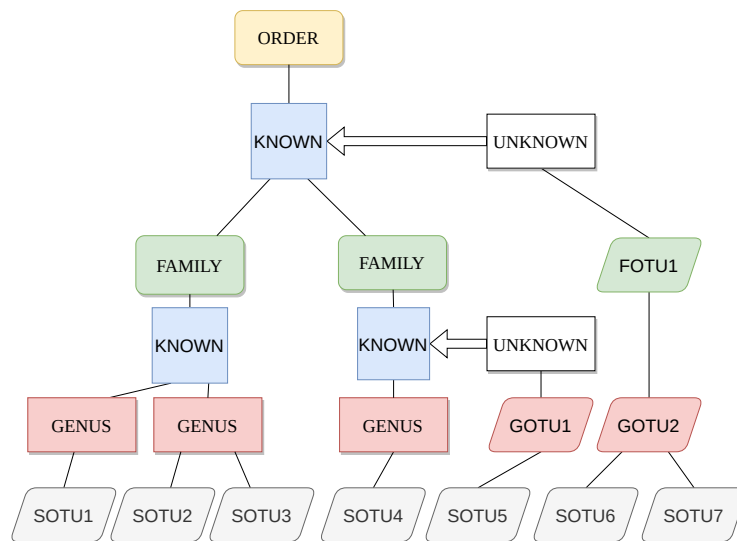 ORDER
KNOWN
UNKNOWN
FAMILY
FAMILY
FOTU1
KNOWN
KNOWN
UNKNOWN
GENUS
GENUS
GENUS
GOTU1
GOTU2
SOTU1
SOTU2
SOTU3
SOTU4
SOTU5
SOTU6
SOTU7